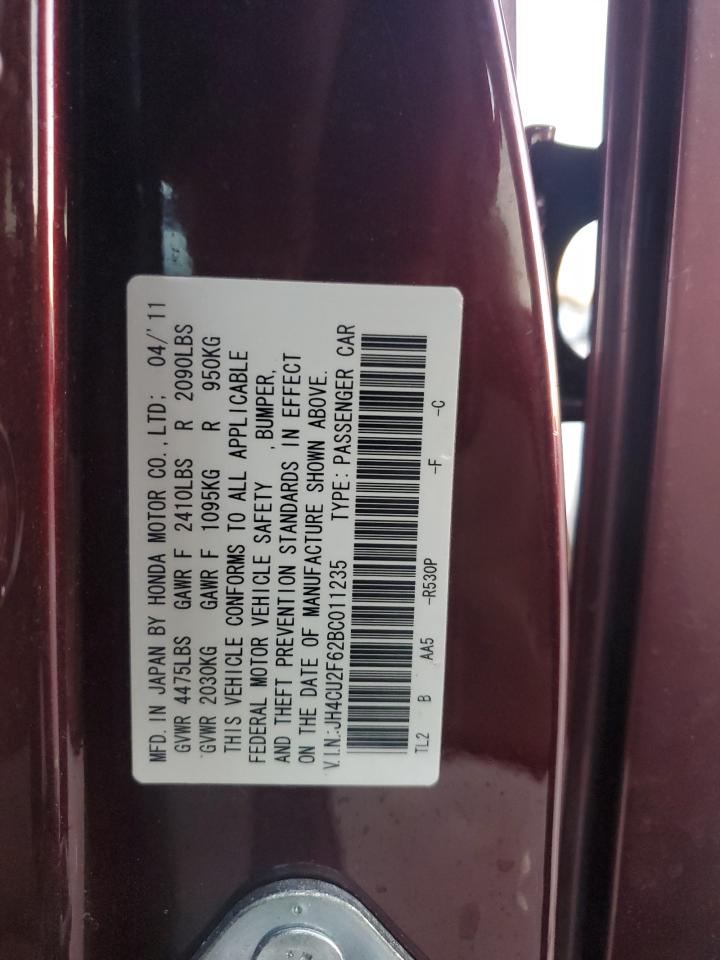 MFD. IN JAPAN BY HONDA MOTOR CO., LTD; 04/'11
GVWR 4475LBS GAWR F 2410LBS R 2090LBS
GVWR 2030KG GAWR F 1095KG R 950KG
THIS VEHICLE CONFORMS TO ALL APPLICABLE
FEDERAL MOTOR VEHICLE SAFETY , BUMPER,
AND THEFT PREVENTION STANDARDS IN EFFECT
ON THE DATE OF MANUFACTURE SHOWN ABOVE.
V.I.N.:JH4CU2F62BC011235 TYPE: PASSENGER CAR
TL2 B AA5 -R530P -F -C